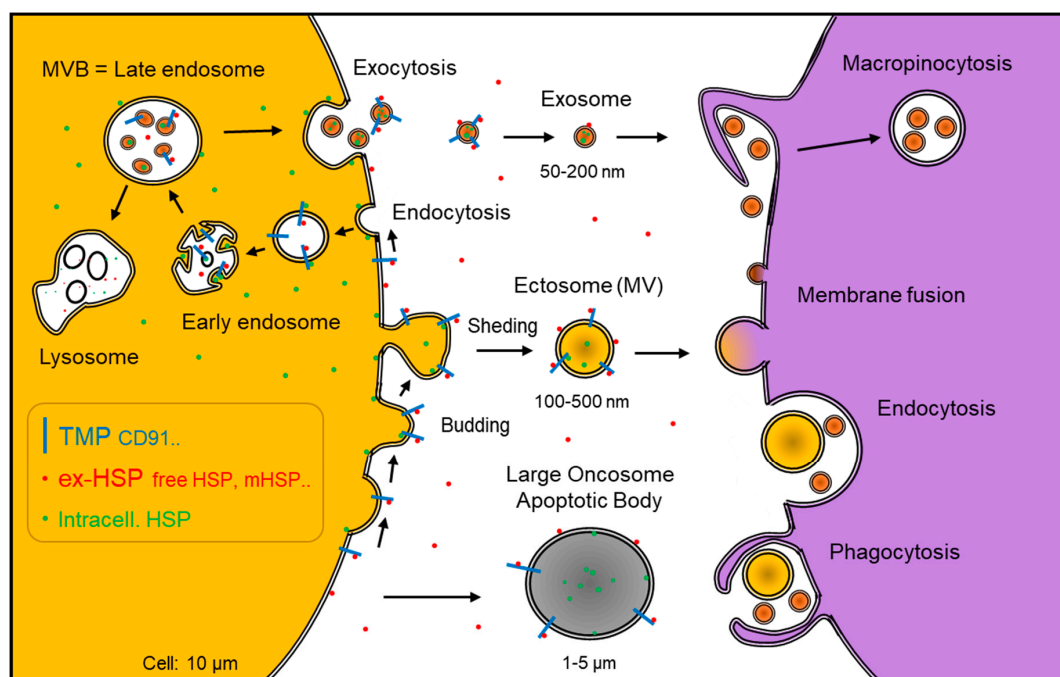 MVB = Late endosome
Exocytosis
Exosome
50-200 nm
Macropinocytosis
Endocytosis
Early endosome
Lysosome
Ectosome (MV)
Sheding
100-500 nm
Membrane fusion
Budding
Endocytosis
TMP CD91..
ex-HSP free HSP, mHSP..
Intracell. HSP
Large Oncosome
Apoptotic Body
1-5 µm
Phagocytosis
Cell: 10 µm